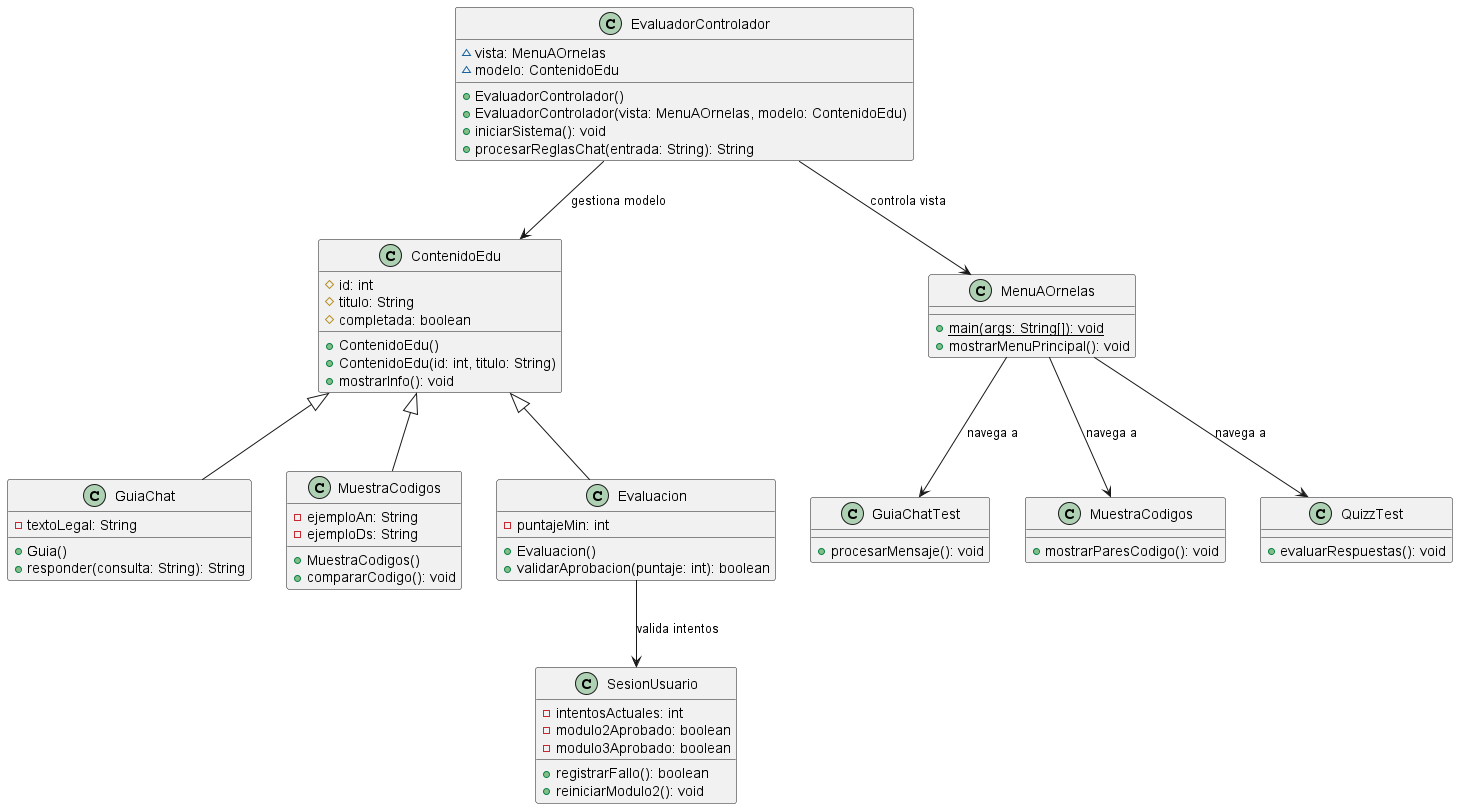 EvaluadorControlador
vista: MenuAOrnelas
modelo: ContenidoEdu
EvaluadorControlador()
EvaluadorControlador(vista: MenuAOrnelas, modelo: ContenidoEdu)
iniciarSistema(): void
procesarReglasChat(entrada: String): String
gestiona modelo
controla vista
ContenidoEdu
id: int
titulo: String
completada: boolean
ContenidoEdu()
ContenidoEdu(id: int, titulo: String)
mostrarInfo(): void
MenuAOrnelas
main(args: String[]): void
mostrarMenuPrincipal(): void
navega a
navega a
navega a
GuiaChat
textoLegal: String
Guia()
responder(consulta: String): String
MuestraCodigos
ejemploAn: String
ejemploDs: String
MuestraCodigos()
compararCodigo(): void
Evaluacion
puntajeMin: int
Evaluacion()
validarAprobacion(puntaje: int): boolean
GuiaChatTest
procesarMensaje(): void
MuestraCodigos
mostrarParesCodigo(): void
QuizzTest
evaluarRespuestas(): void
valida intentos
SesionUsuario
intentosActuales: int
modulo2Aprobado: boolean
modulo3Aprobado: boolean
registrarFallo(): boolean
reiniciarModulo2(): void